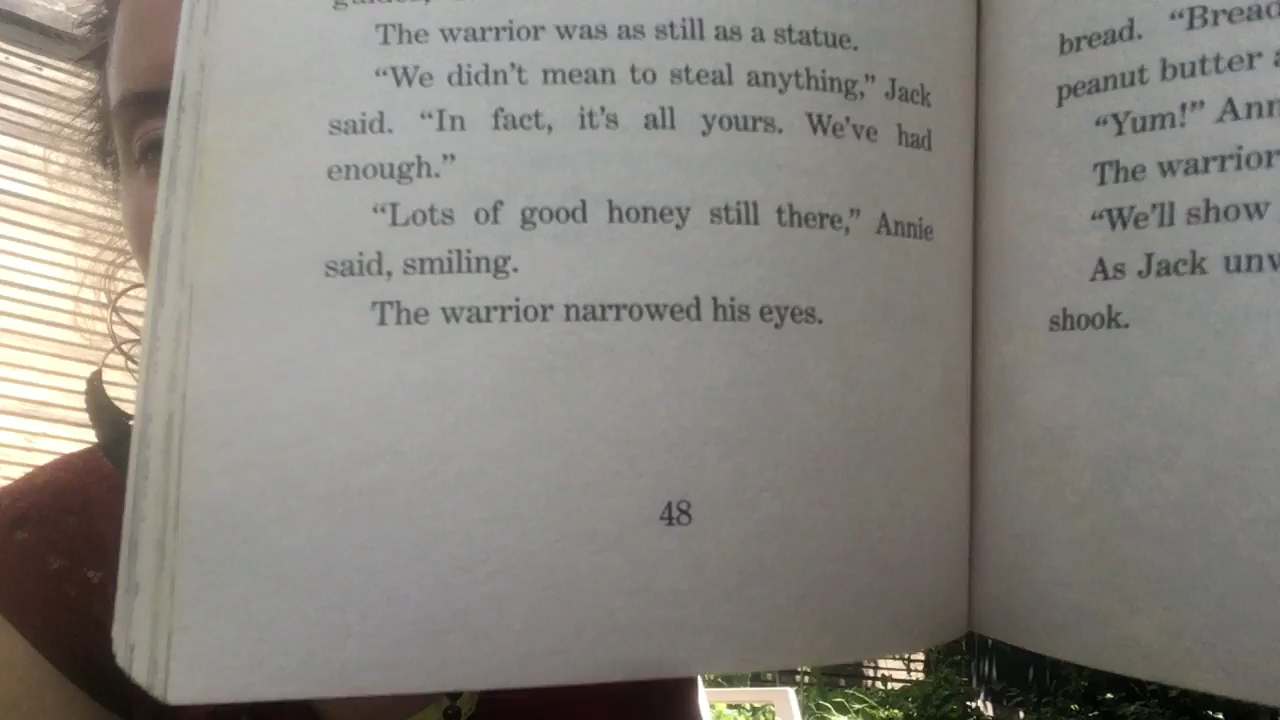 The warrior was as still as a statue.
“We didn’t mean to steal anything,” Jack
said. “In fact, it’s all yours. We’ve had
enough.”
“Lots of good honey still there,” Annie
said, smiling.
The warrior narrowed his eyes.
48
bread. “Bread
peanut butter
“Yum!”
The warrior
“We’ll show
As Jack
shook.